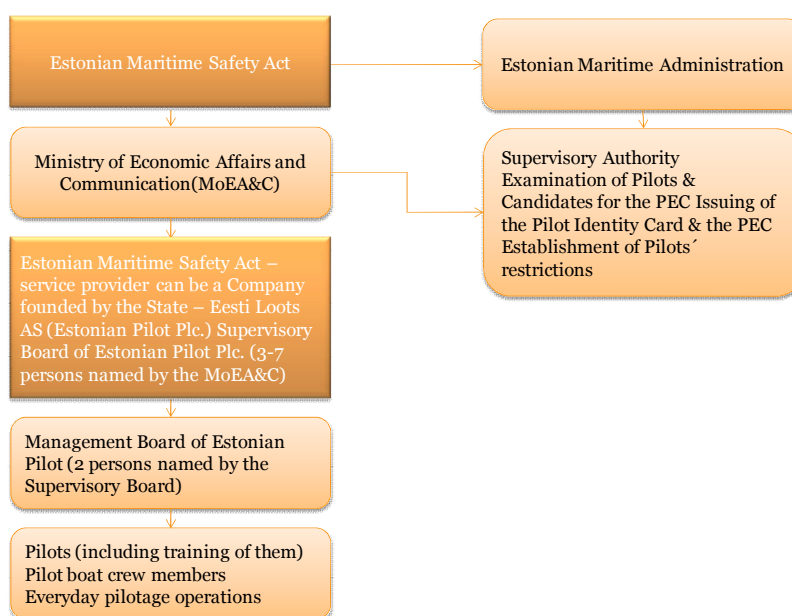 Estonian Maritime Safety Act
Estonian Maritime Administration
Ministry of Economic Affairs and
Communication(MoEA&C)
Supervisory Authority
Examination of Pilots &
Candidates for the PEC Issuing of
the Pilot Identity Card & the PEC
Establishment of Pilots´
restrictions
Estonian Maritime Safety Act –
service provider can be a Company
founded by the State – Eesti Loots
AS (Estonian Pilot Plc.) Supervisory
Board of Estonian Pilot Plc. (3-7
persons named by the MoEA&C)
Management Board of Estonian
Pilot (2 persons named by the
Supervisory Board)
Pilots (including training of them)
Pilot boat crew members
Everyday pilotage operations